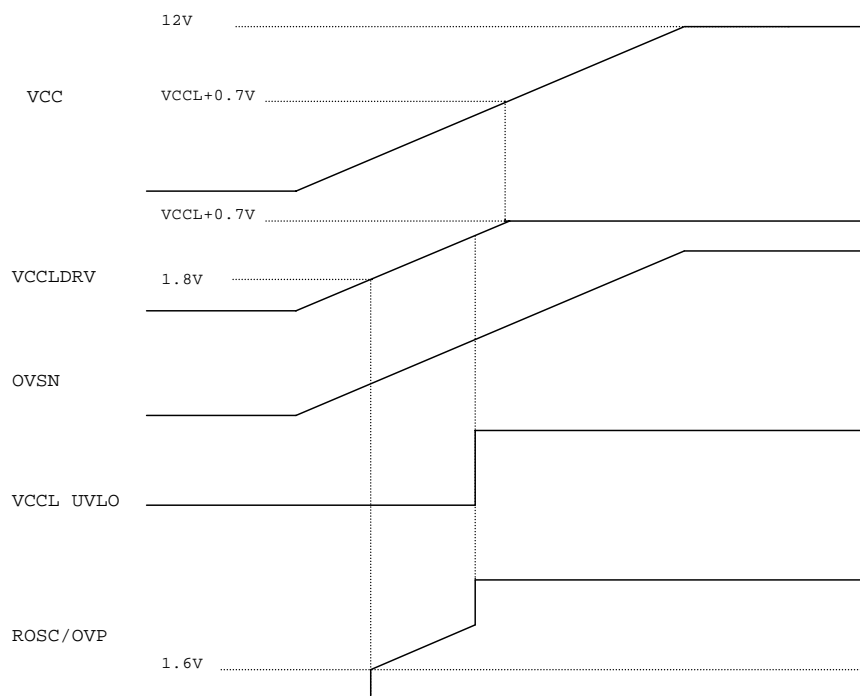 12V
VCC
VCCL+0.7V
VCCL+0.7V
VCCLDRV
1.8V
OVSN
VCCL UVLO
ROSC/OVP
1.6V